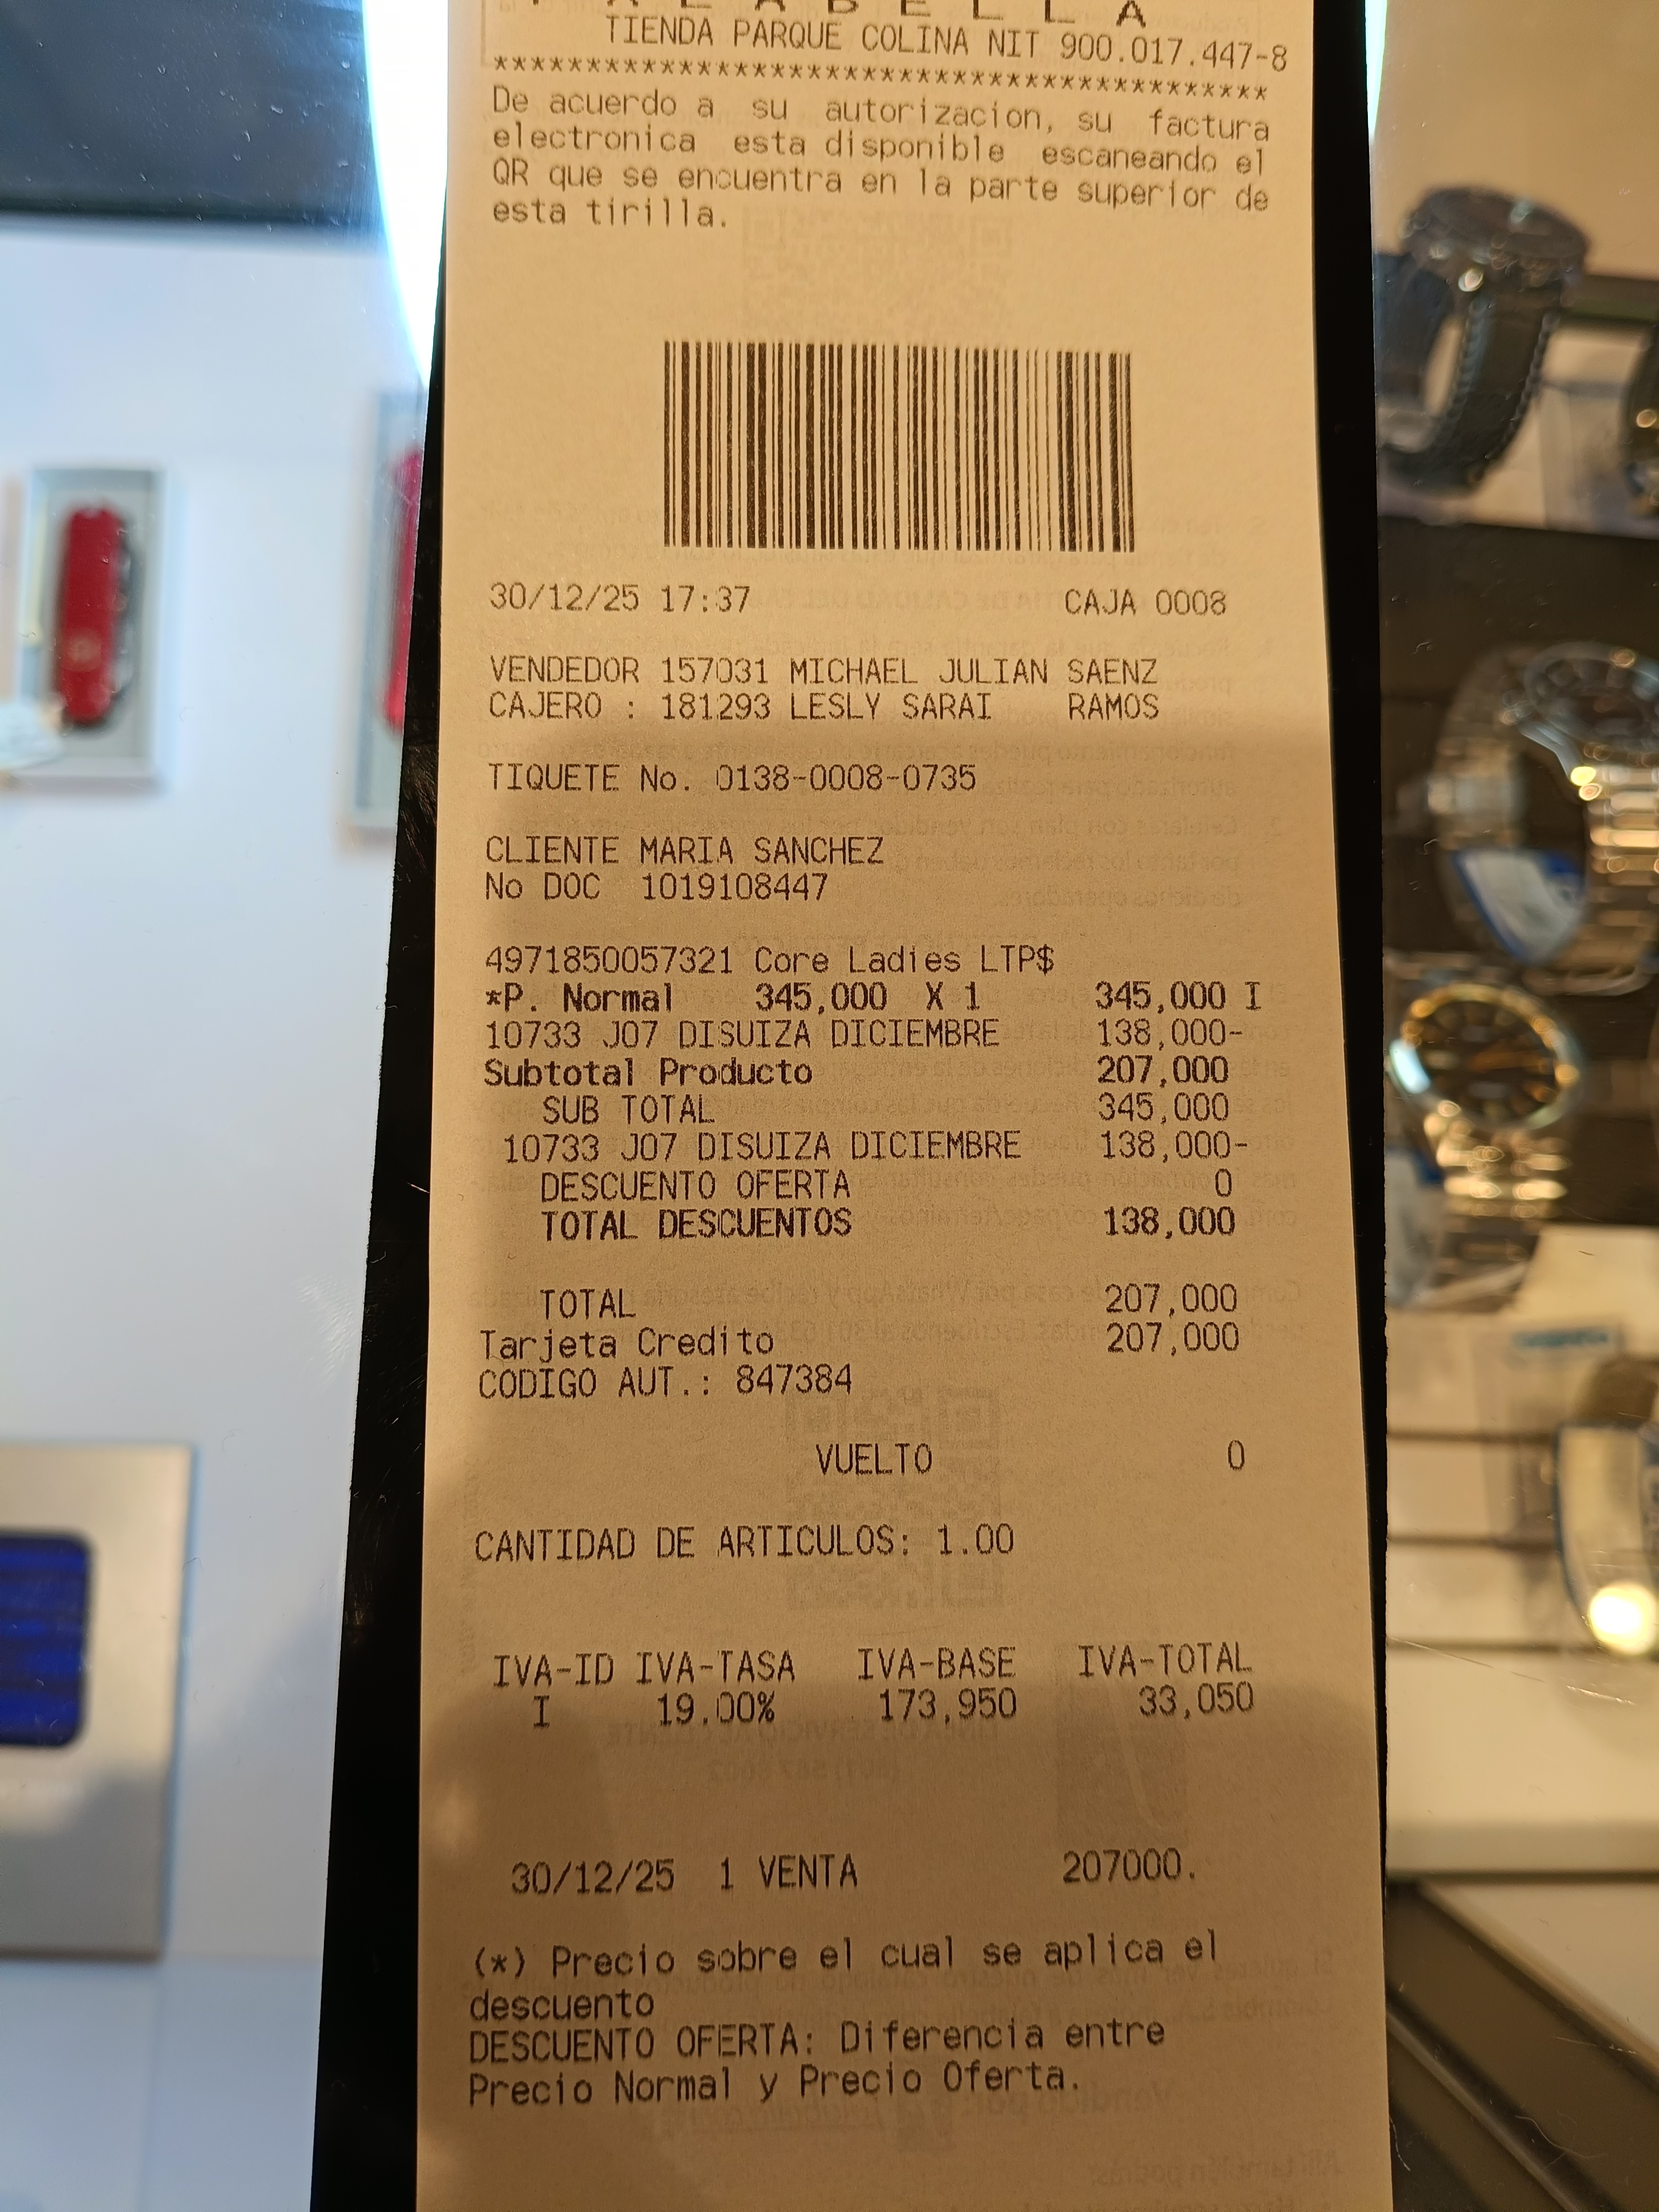 FALABELLA
TIENDA PARQUE COLINA NIT 900.017.447-8
******************************************
De acuerdo a su autorizacion, su factura
electronica esta disponible escaneando el
QR que se encuentra en la parte superior de
esta tirilla.
30/12/25 17:37 CAJA 0008
VENDEDOR 157031 MICHAEL JULIAN SAENZ
CAJERO : 181293 LESLY SARAI RAMOS
TIQUETE No. 0138-0008-0735
CLIENTE MARIA SANCHEZ
No DOC 1019108447
4971850057321 Core Ladies LTP$
*P. Normal 345,000 X 1 345,000 I
10733 J07 DISUIZA DICIEMBRE 138,000-
Subtotal Producto 207,000
SUB TOTAL 345,000
10733 J07 DISUIZA DICIEMBRE 138,000-
DESCUENTO OFERTA 0
TOTAL DESCUENTOS 138,000
TOTAL 207,000
Tarjeta Credito 207,000
CODIGO AUT.: 847384
VUELTO 0
CANTIDAD DE ARTICULOS: 1.00
IVA-ID IVA-TASA IVA-BASE IVA-TOTAL
I 19.00% 173,950 33,050
30/12/25 1 VENTA 207000.
(*) Precio sobre el cual se aplica el
descuento
DESCUENTO OFERTA: Diferencia entre
Precio Normal y Precio Oferta.